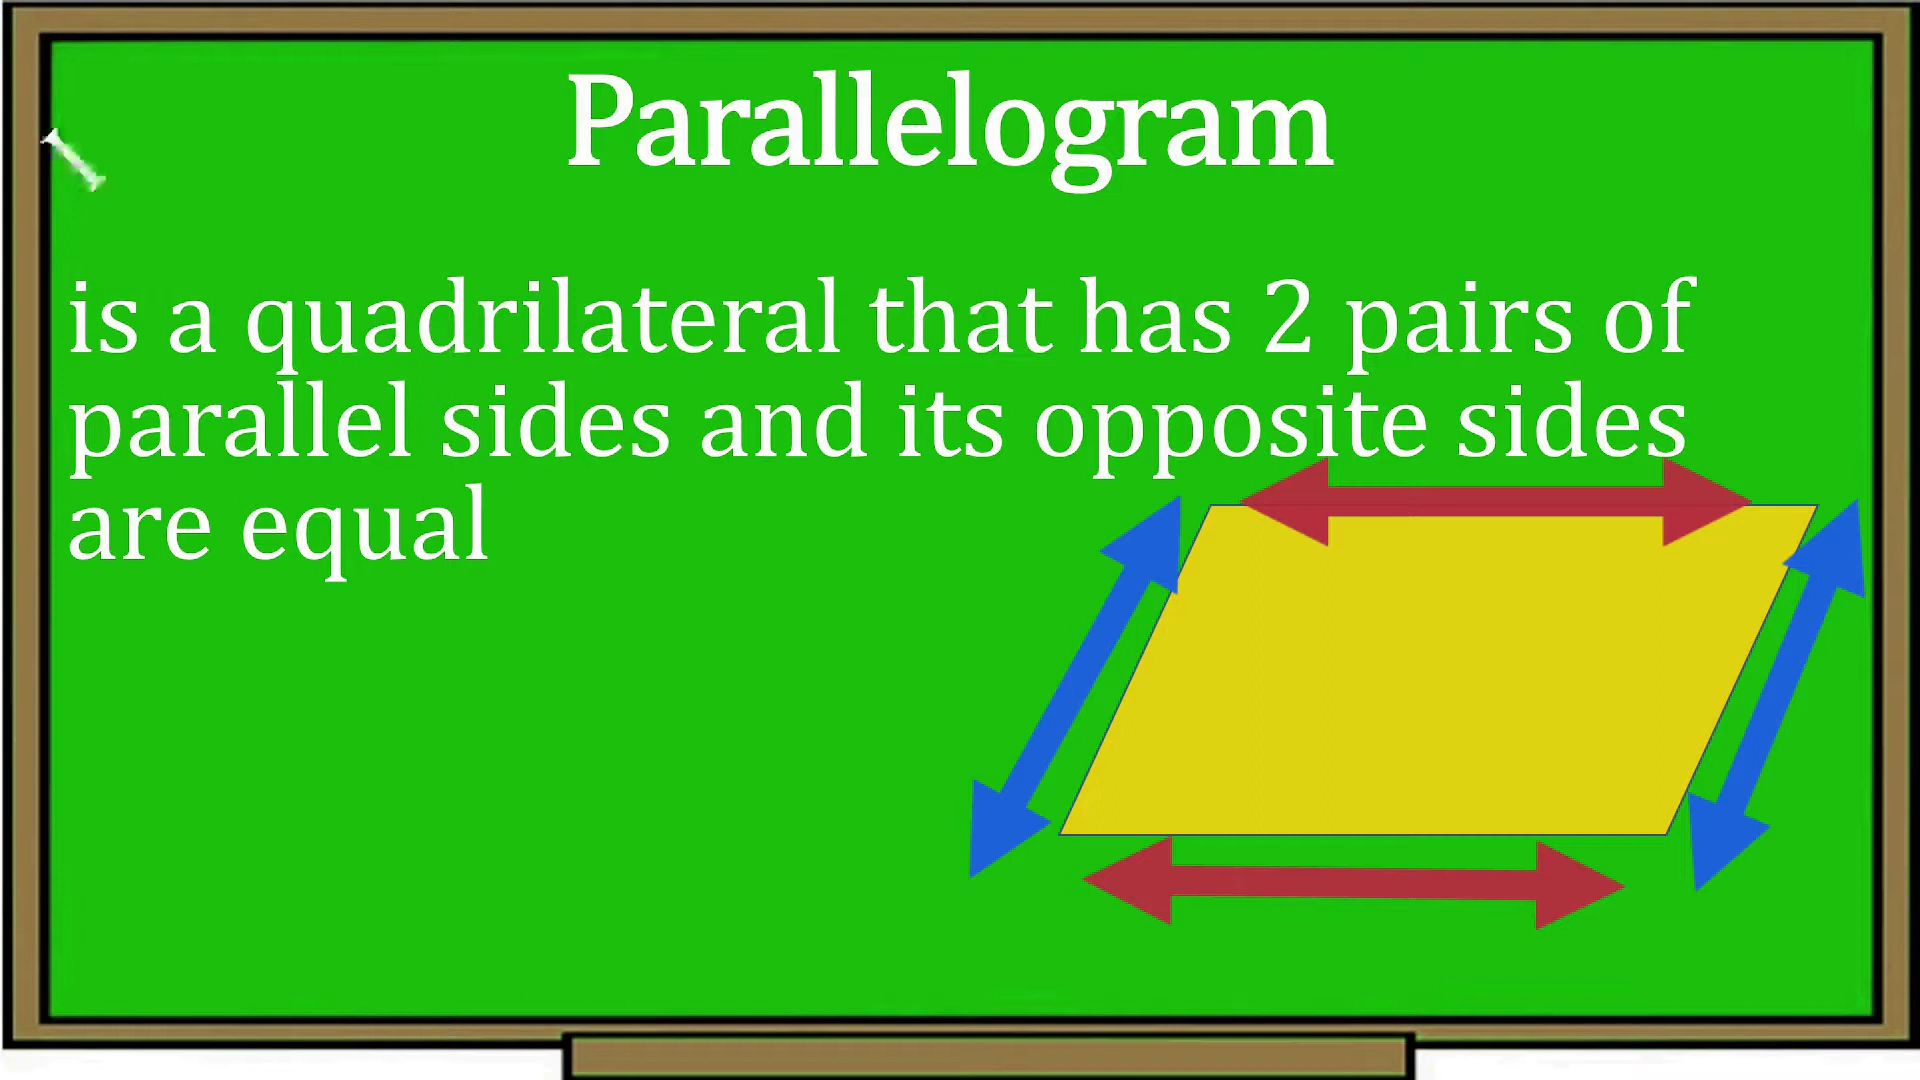 Parallelogram
is a quadrilateral that has 2 pairs of
parallel sides and its opposite sides
are equal